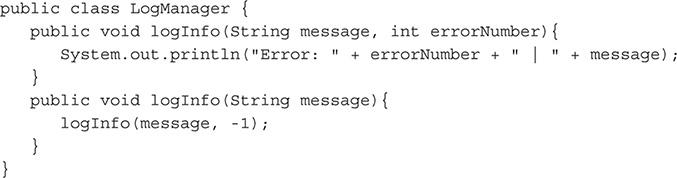 public class LogManager {
   public void logInfo(String message, int errorNumber){
      System.out.println("Error: " + errorNumber + " | " + message);
   }
   public void logInfo(String message){
      logInfo(message, -1);
   }
}